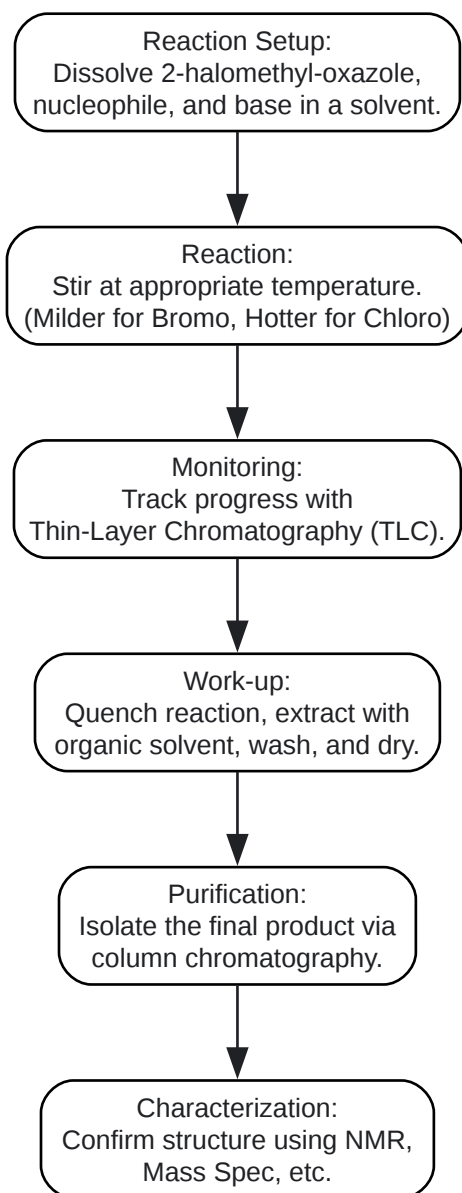 Reaction Setup:
Dissolve 2-halomethyl-oxazole,
nucleophile, and base in a solvent.
Reaction:
Stir at appropriate temperature.
(Milder for Bromo, Hotter for Chloro)
Monitoring:
Track progress with
Thin-Layer Chromatography (TLC).
Work-up:
Quench reaction, extract with
organic solvent, wash, and dry.
Purification:
Isolate the final product via
column chromatography.
Characterization:
Confirm structure using NMR,
Mass Spec, etc.